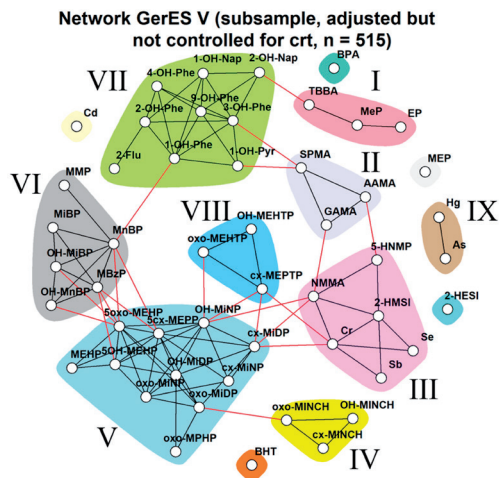 Network GerES V (subsample, adjusted but
not controlled for crt, n = 515)
VII
1-OH-Nap
2-OH-Nap
4-OH-Phe
9-OH-Phe
2-OH-Phe
3-OH-Phe
2-Flu
1-OH-Phe
1-OH-Pyr
BPA
I
TBBA
MeP
EP
Cd
SPMA
II
AAMA
GAMA
MEP
VI
MMP
MiBP
MnBP
OH-MiBP
MBzP
OH-MnBP
VIII
OH-MEHTP
oxo-MEHTP
cx-MEPTP
IX
Hg
As
5-HNMP
NMMA
2-HMSI
Cr
Se
Sb
III
2-HESI
5oxo-MEHP
5cx-MEPP
OH-MiNP
cx-MiDP
MEHP
5OH-MEHP
OH-MiDP
cx-MiNP
oxo-MiNP
oxo-MiDP
oxo-MPHP
V
oxo-MINCH
OH-MINCH
cx-MINCH
IV
BHT